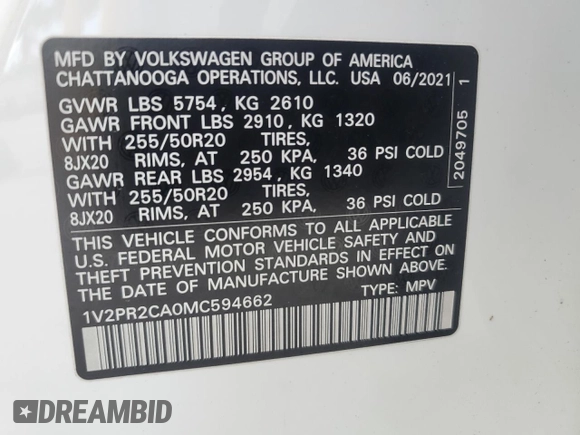 MFD BY VOLKSWAGEN GROUP OF AMERICA
CHATTANOOGA OPERATIONS, LLC. USA 06/2021
GVWR LBS 5754, KG 2610
GAWR FRONT LBS 2910, KG 1320
WITH 255/50R20 TIRES,
8JX20 RIMS, AT 250 KPA, 36 PSI COLD
GAWR REAR LBS 2954, KG 1340
WITH 255/50R20 TIRES,
8JX20 RIMS, AT 250 KPA, 36 PSI COLD
THIS VEHICLE CONFORMS TO ALL APPLICABLE
U.S. FEDERAL MOTOR VEHICLE SAFETY AND
THEFT PREVENTION STANDARDS IN EFFECT ON
THE DATE OF MANUFACTURE SHOWN ABOVE.
1V2PR2CA0MC594662 TYPE: MPV
2049705 1
DREAMBID